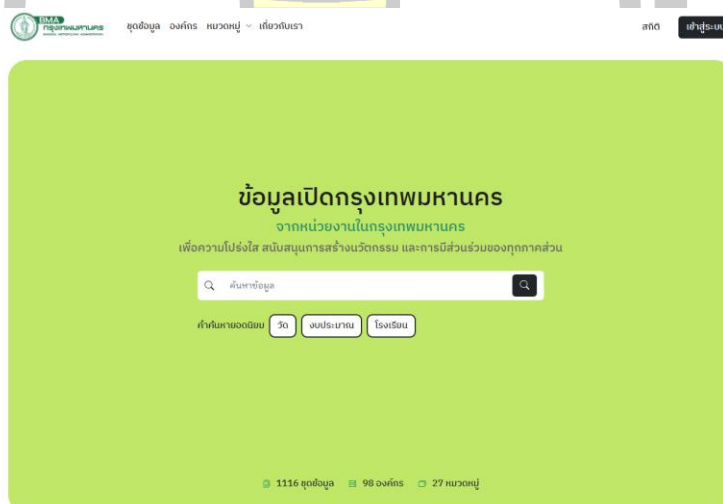 BMA
กรุงเทพมหานคร
ชุดข้อมูล องค์กร หมวดหมู่ เกี่ยวกับเรา
สถิติ เข้าสู่ระบบ
ข้อมูลเปิดกรุงเทพมหานคร
จากหน่วยงานในกรุงเทพมหานคร
เพื่อความโปร่งใส สนับสนุนการสร้างนวัตกรรม และการมีส่วนร่วมของทุกภาคส่วน
ค้นหาข้อมูล
คำค้นหายอดนิยม วัด งบประมาณ โรงเรียน
1116 ชุดข้อมูล 98 องค์กร 27 หมวดหมู่